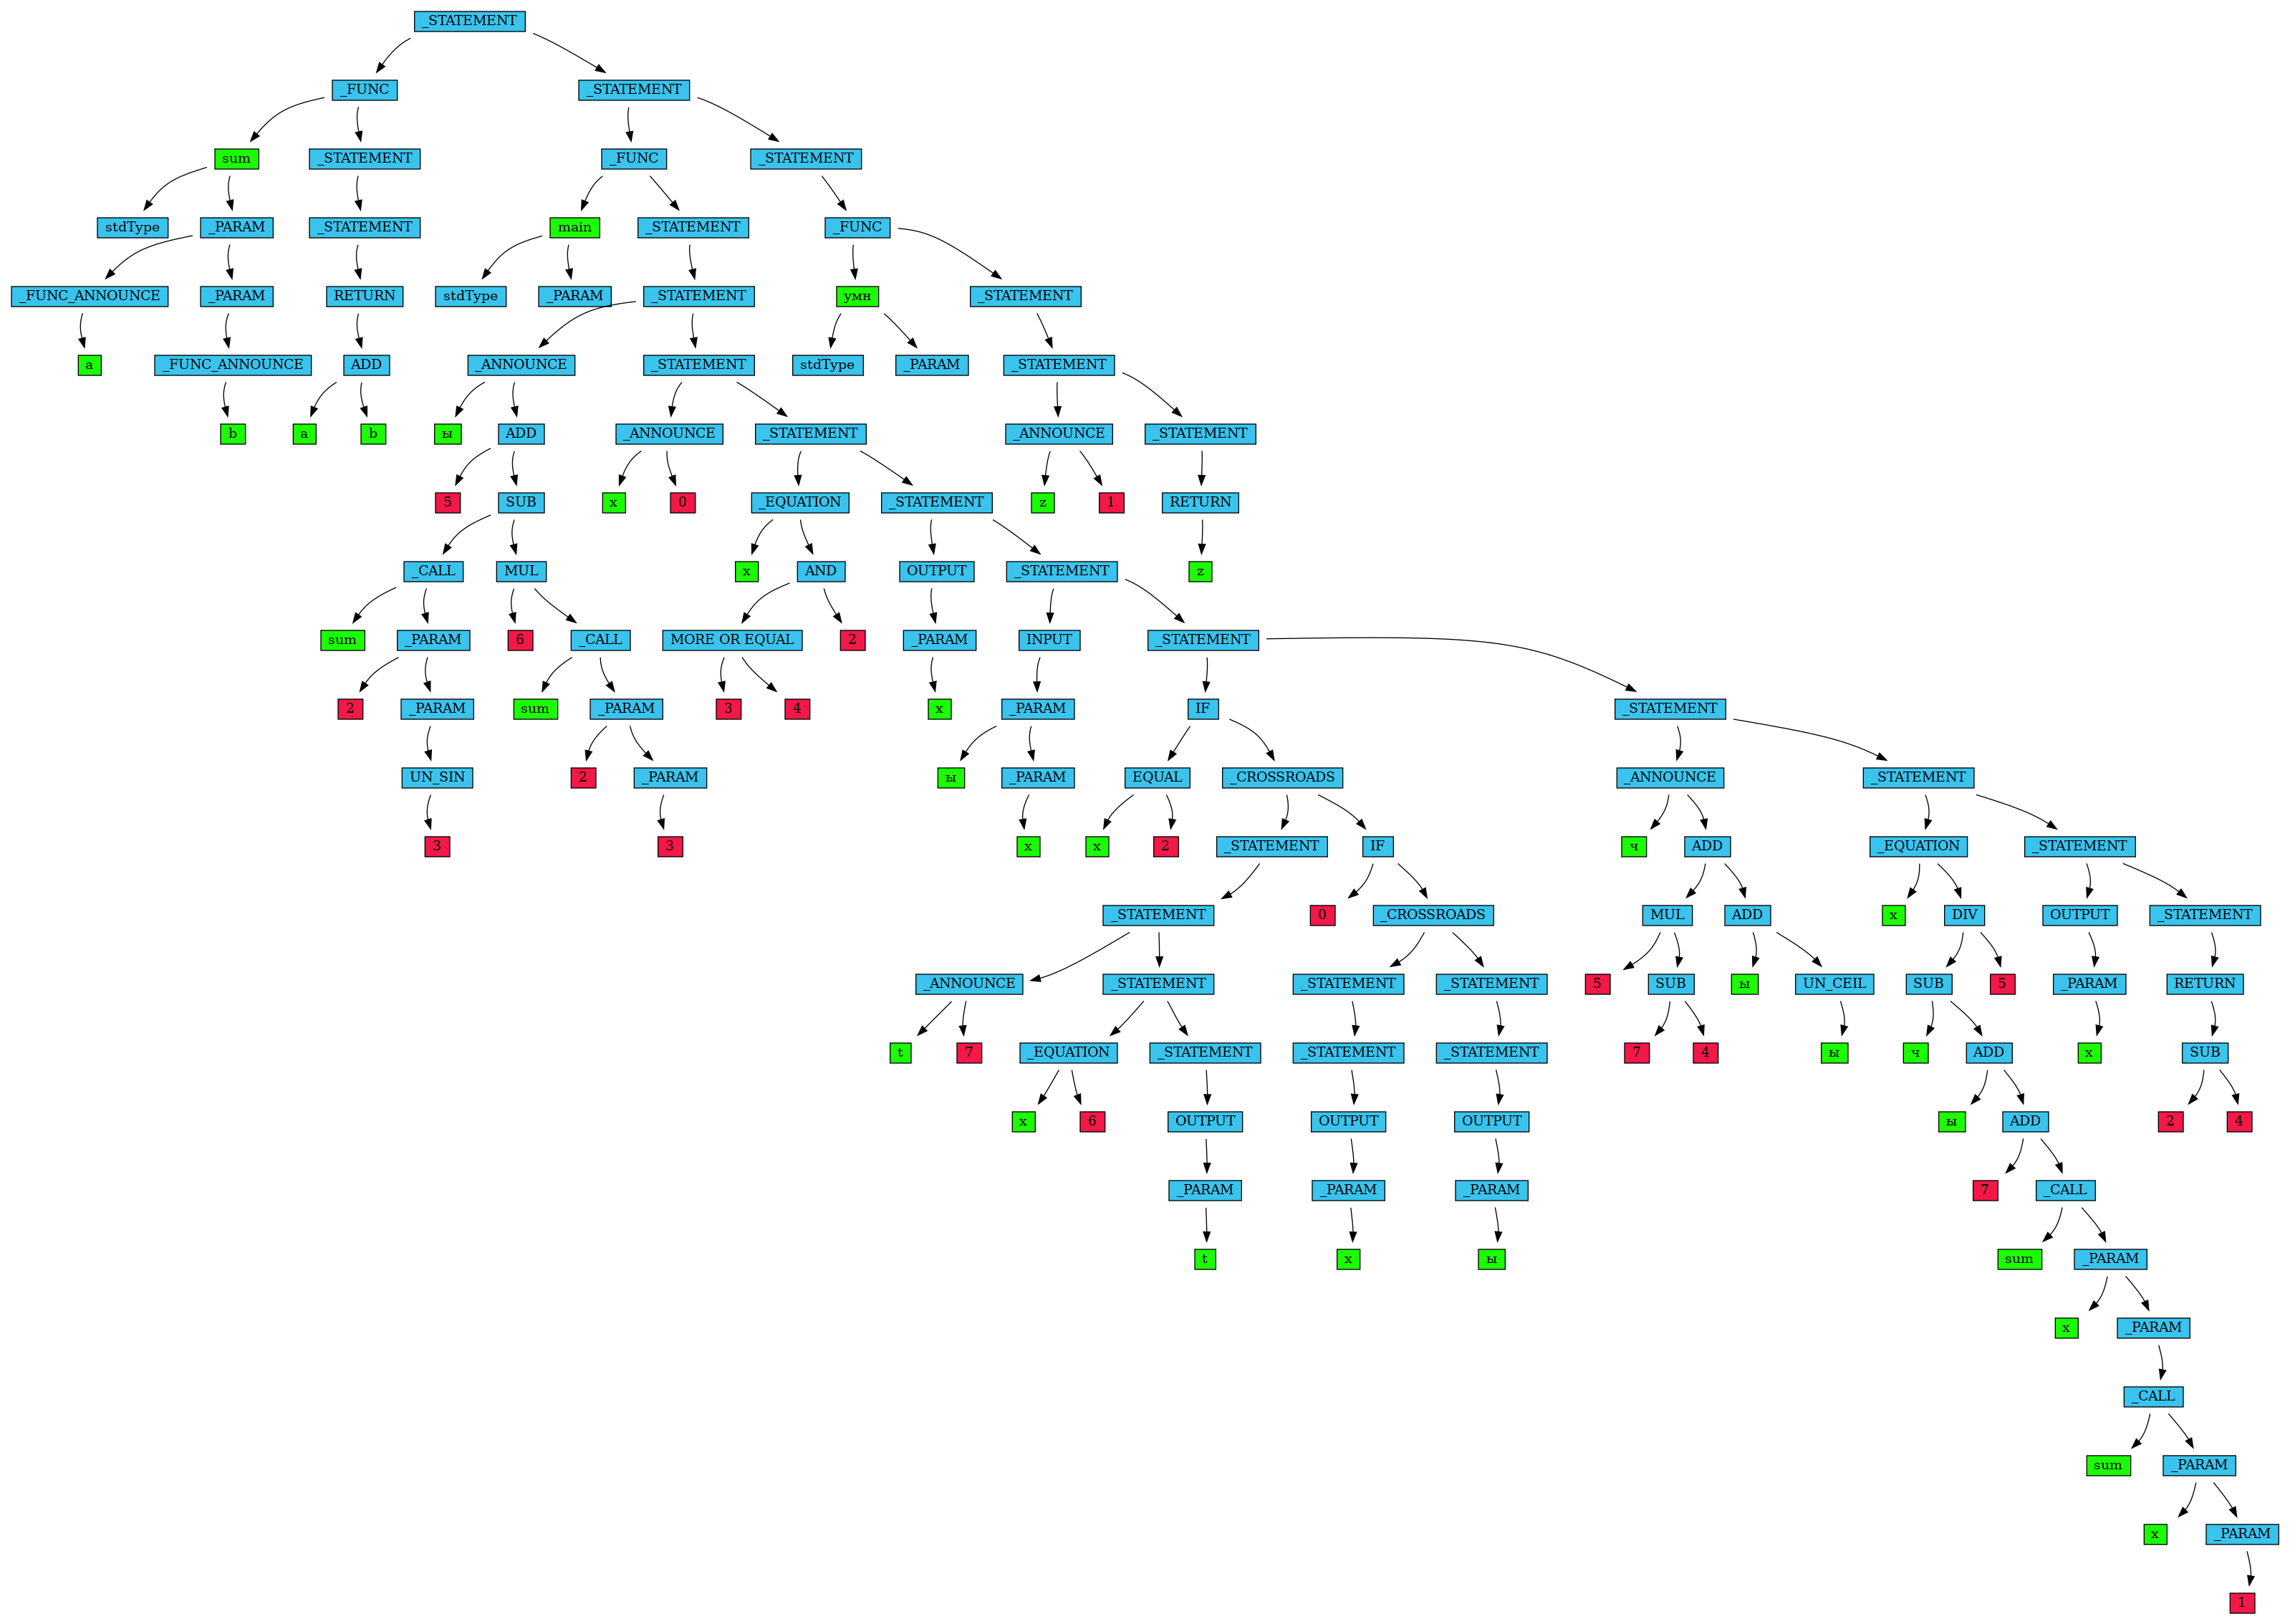 _STATEMENT
_FUNC _STATEMENT
sum _STATEMENT _FUNC _STATEMENT
stdType _PARAM _STATEMENT main _STATEMENT _FUNC
_FUNC_ANNOUNCE _PARAM RETURN stdType _PARAM _STATEMENT умн _STATEMENT
a _FUNC_ANNOUNCE ADD _ANNOUNCE _STATEMENT stdType _PARAM _STATEMENT
b a b ы ADD _ANNOUNCE _STATEMENT _ANNOUNCE _STATEMENT
5 SUB x 0 _EQUATION _STATEMENT z 1 RETURN
_CALL MUL x AND OUTPUT _STATEMENT z
sum _PARAM 6 _CALL MORE OR EQUAL 2 _PARAM INPUT _STATEMENT
2 _PARAM sum _PARAM 3 4 x _PARAM IF _STATEMENT
UN_SIN 2 _PARAM ы _PARAM EQUAL _CROSSROADS _ANNOUNCE _STATEMENT
3 3 x x 2 _STATEMENT IF ч ADD _EQUATION _STATEMENT
_STATEMENT 0 _CROSSROADS MUL ADD x DIV OUTPUT _STATEMENT
_ANNOUNCE _STATEMENT _STATEMENT _STATEMENT 5 SUB ы UN_CEIL SUB 5 _PARAM RETURN
t 7 _EQUATION _STATEMENT _STATEMENT _STATEMENT 7 4 ы ч ADD x SUB
x 6 OUTPUT OUTPUT OUTPUT ы ADD 2 4
_PARAM _PARAM _PARAM 7 _CALL
t x ы sum _PARAM
x _PARAM
_CALL
sum _PARAM
x _PARAM
1